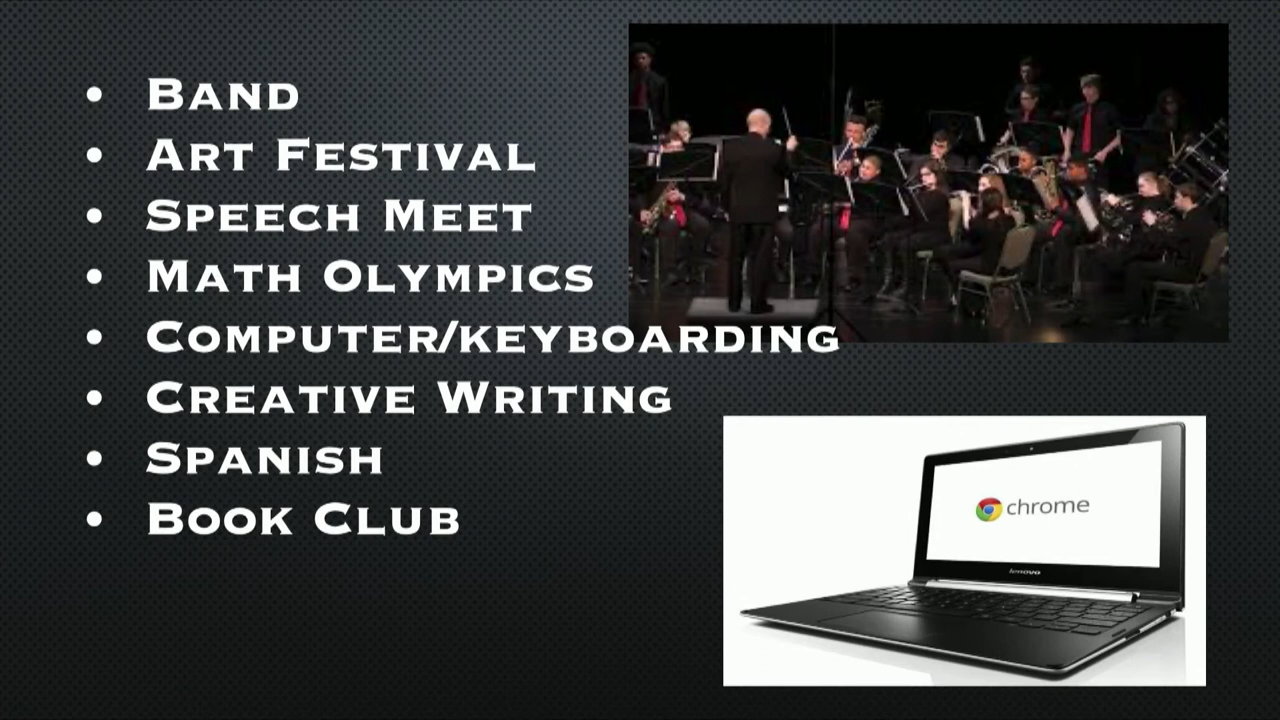 • Band
• Art Festival
• Speech Meet
• Math Olympics
• Computer/keyboarding
• Creative Writing
• Spanish
• Book Club
chrome
lenovo